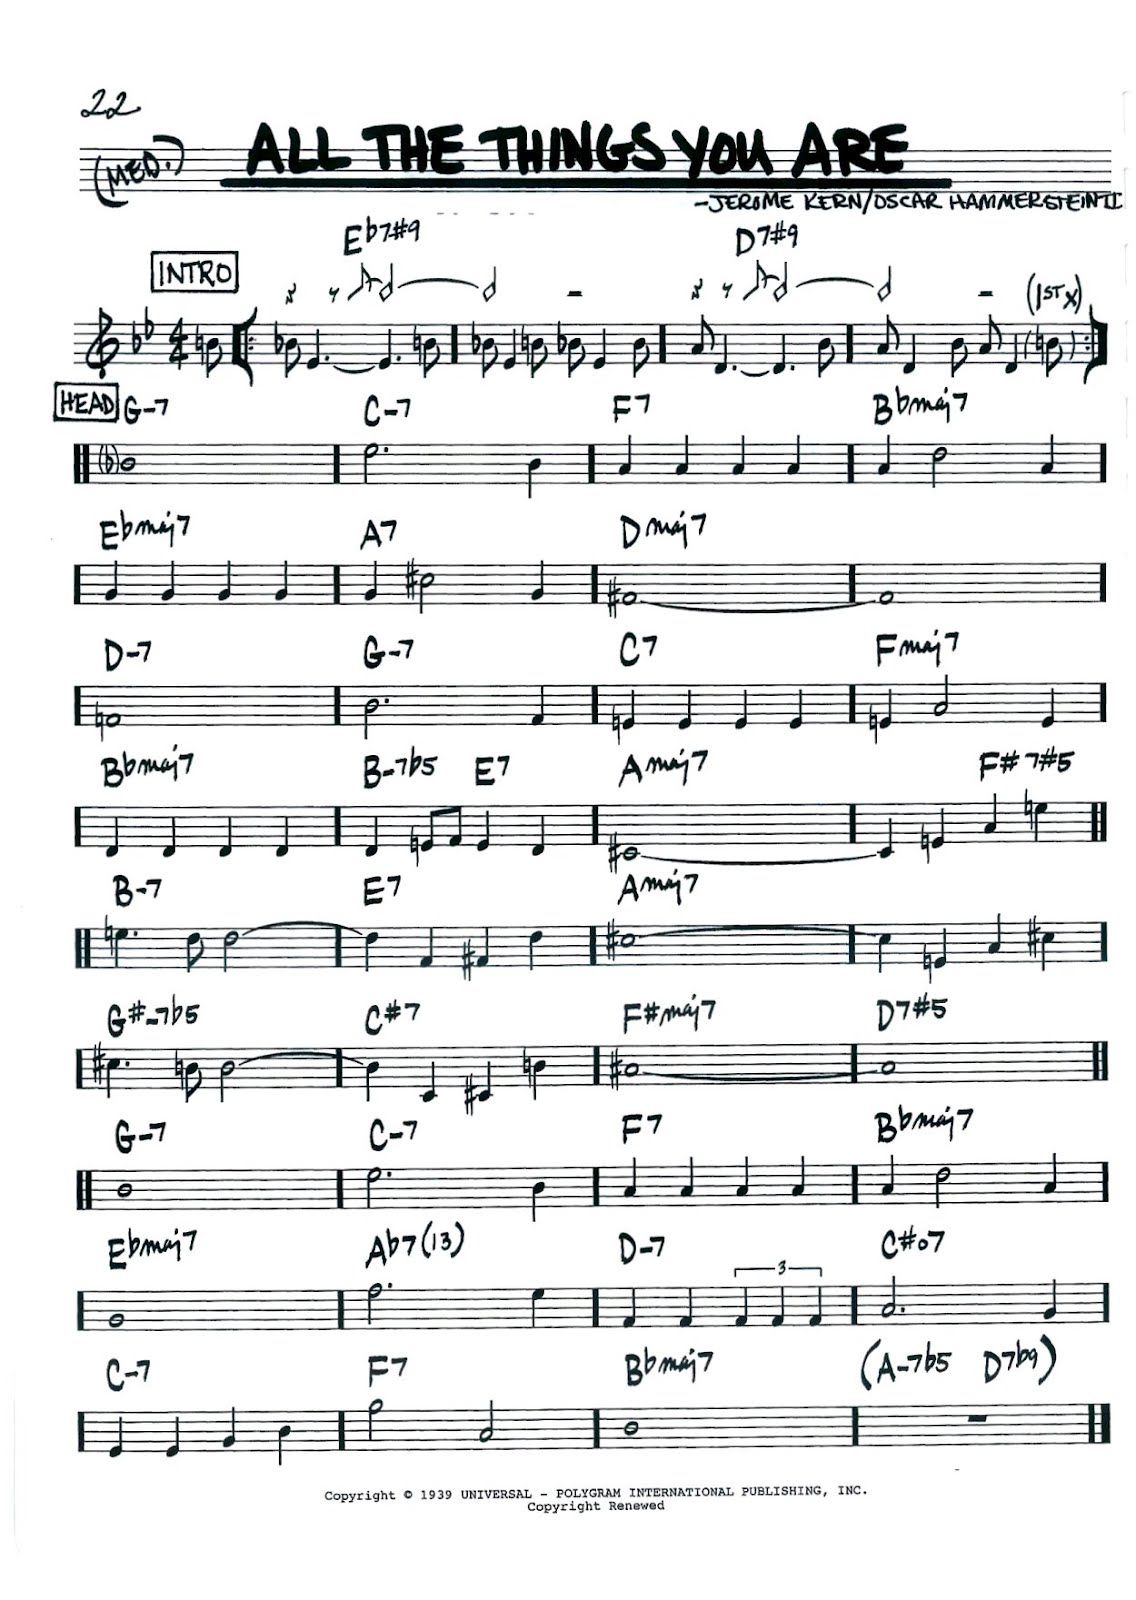 22
(MED.)
ALL THE THINGS YOU ARE
-JEROME KERN/OSCAR HAMMERSTEIN II
INTRO
Eb7#9 D7#9
(1ST X)
HEAD
G-7 C-7 F7 Bbmaj7
Ebmaj7 A7 Dmaj7
D-7 G-7 C7 Fmaj7
Bbmaj7 B-7b5 E7 Amaj7 F#7#5
B-7 E7 Amaj7
G#-7b5 C#7 F#maj7 D7#5
G-7 C-7 F7 Bbmaj7
Ebmaj7 Ab7(13) D-7 C#o7
3
C-7 F7 Bbmaj7 (A-7b5 D7b9)
Copyright © 1939 UNIVERSAL - POLYGRAM INTERNATIONAL PUBLISHING, INC.
Copyright Renewed